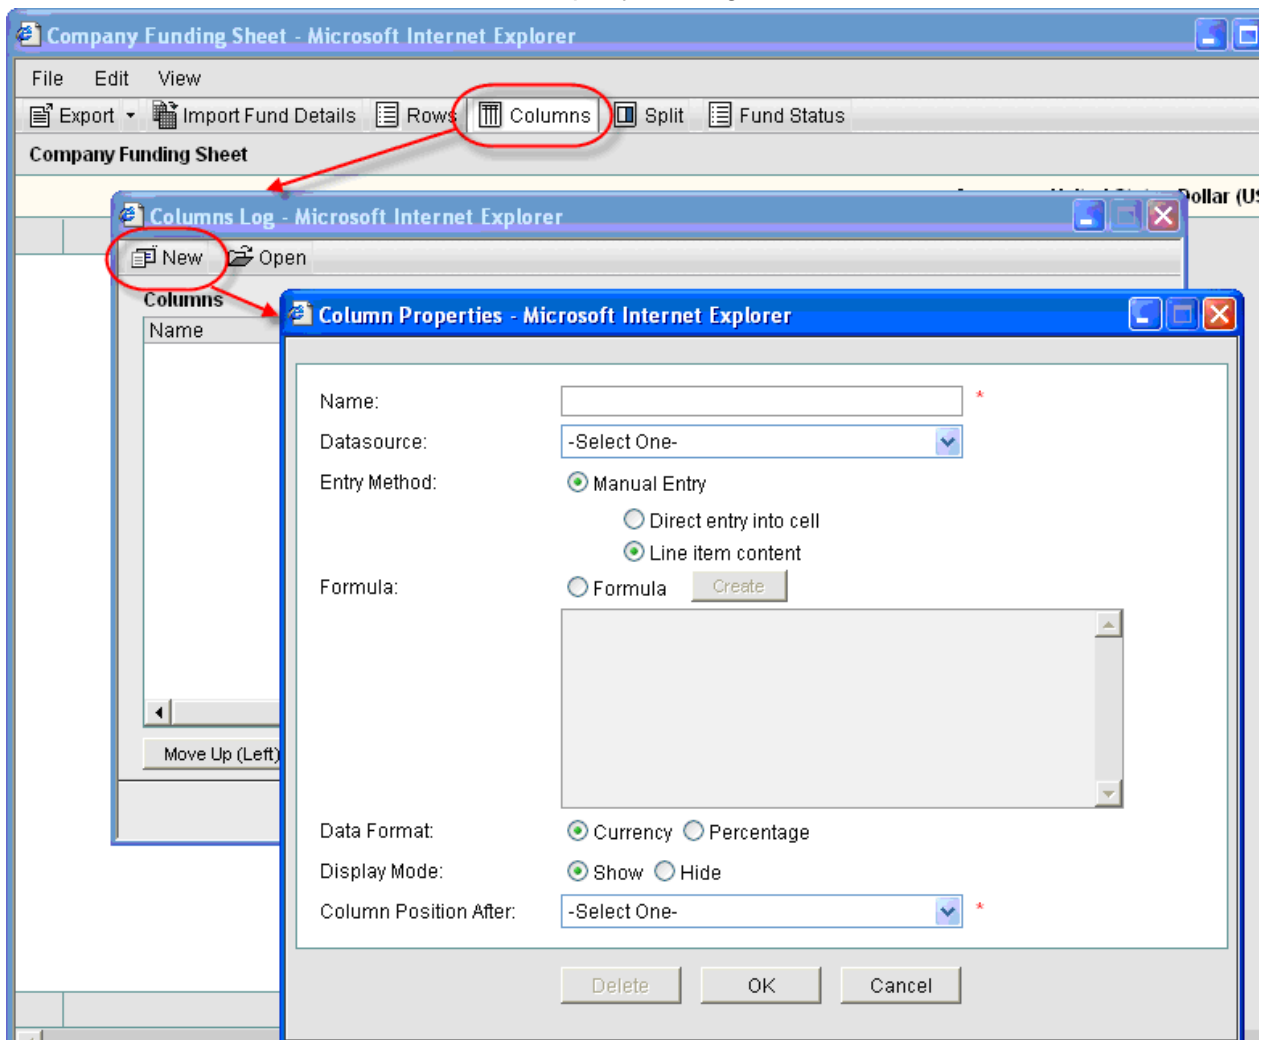 Company Funding Sheet - Microsoft Internet Explorer
File Edit View
Export Import Fund Details Rows Columns Split Fund Status
Company Funding Sheet
Dollar (US
Columns Log - Microsoft Internet Explorer
New Open
Columns
Name
Column Properties - Microsoft Internet Explorer
Name: *
Datasource: -Select One-
Entry Method: Manual Entry
Direct entry into cell
Line item content
Formula: Formula Create
Move Up (Left)
Data Format: Currency Percentage
Display Mode: Show Hide
Column Position After: -Select One- *
Delete OK Cancel